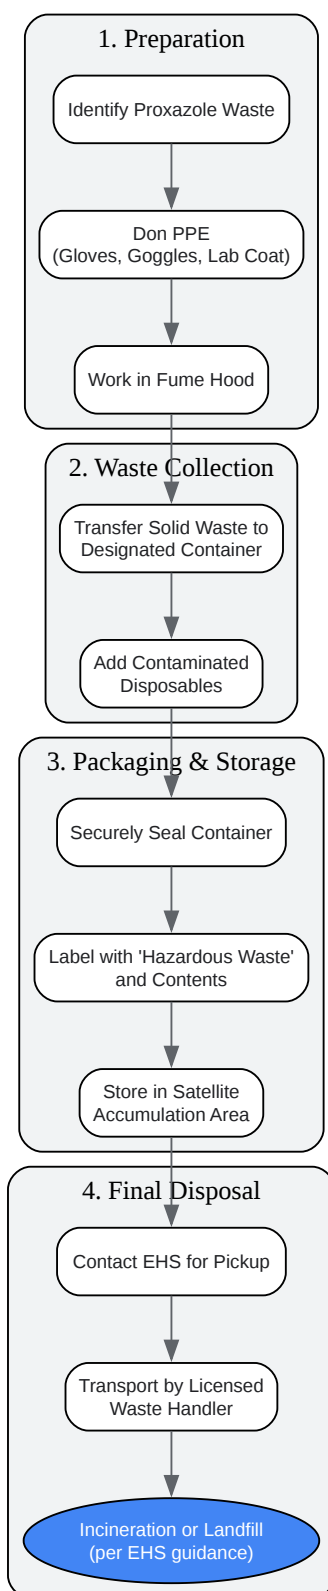 1. Preparation
Identify Proxazole Waste
Don PPE
(Gloves, Goggles, Lab Coat)
Work in Fume Hood
2. Waste Collection
Transfer Solid Waste to
Designated Container
Add Contaminated
Disposables
3. Packaging & Storage
Securely Seal Container
Label with 'Hazardous Waste'
and Contents
Store in Satellite
Accumulation Area
4. Final Disposal
Contact EHS for Pickup
Transport by Licensed
Waste Handler
Incineration or Landfill
(per EHS guidance)